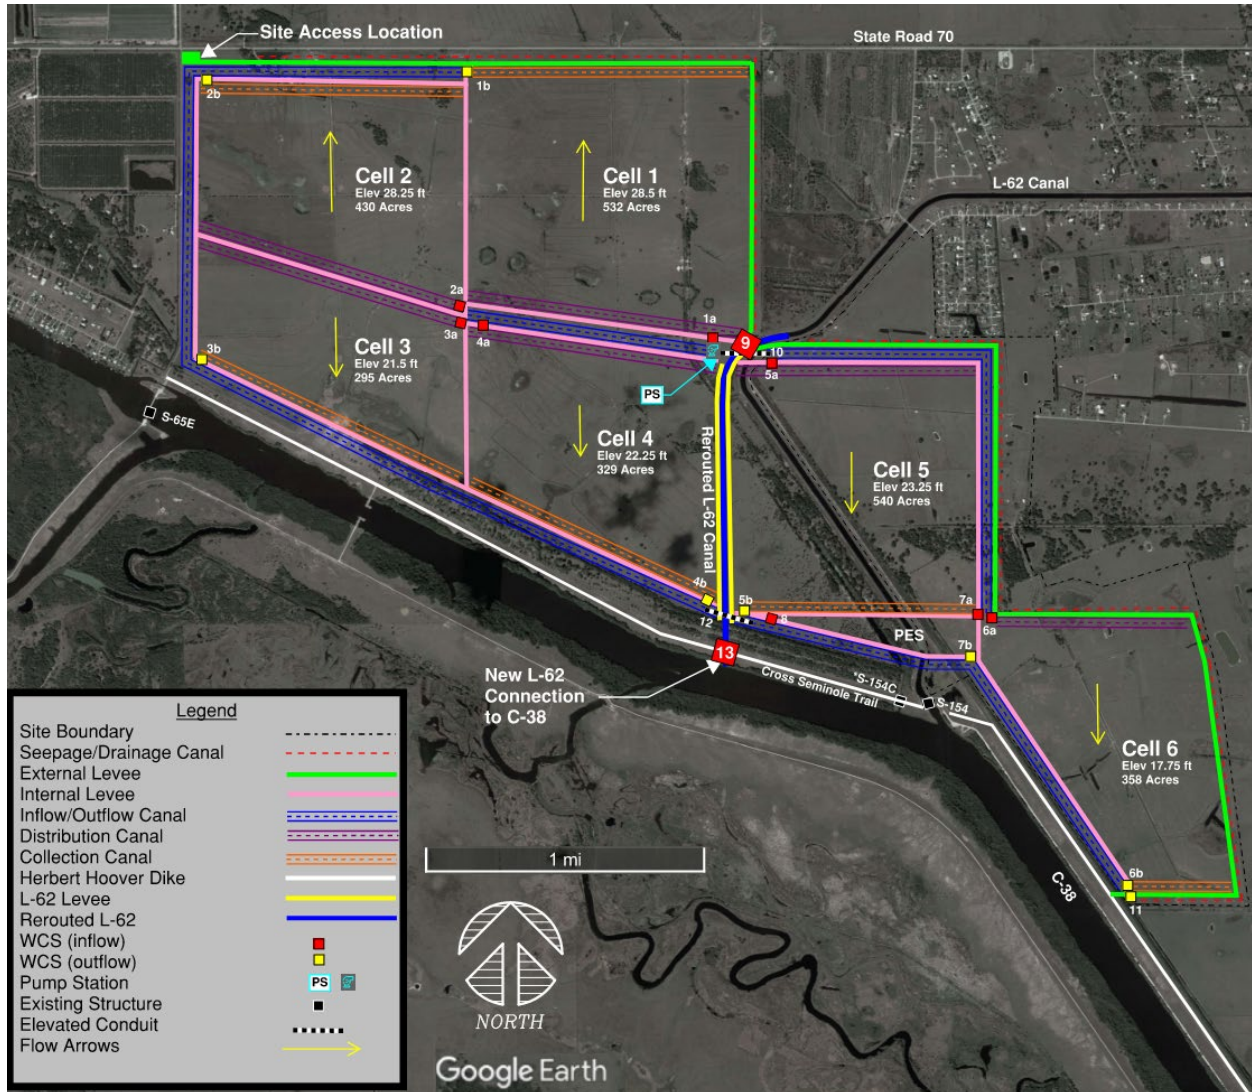 Site Access Location
State Road 70
2b
1b
Cell 2
Elev 28.25 ft
430 Acres
Cell 1
Elev 28.5 ft
532 Acres
L-62 Canal
2a
3a
4a
1a
9
10
5a
PS
3b
Cell 3
Elev 21.5 ft
295 Acres
S-65E
Cell 4
Elev 22.25 ft
329 Acres
Rerouted L-62 Canal
Cell 5
Elev 23.25 ft
540 Acres
4b
5b
12
8
7a
6a
PES
7b
13
New L-62
Connection
to C-38
*S-154C
Cross Seminole Trail
S-154
Cell 6
Elev 17.75 ft
358 Acres
6b
11
C-38
1 mi
NORTH
Google Earth
Legend
Site Boundary
Seepage/Drainage Canal
External Levee
Internal Levee
Inflow/Outflow Canal
Distribution Canal
Collection Canal
Herbert Hoover Dike
L-62 Levee
Rerouted L-62
WCS (inflow)
WCS (outflow)
Pump Station PS
Existing Structure
Elevated Conduit
Flow Arrows